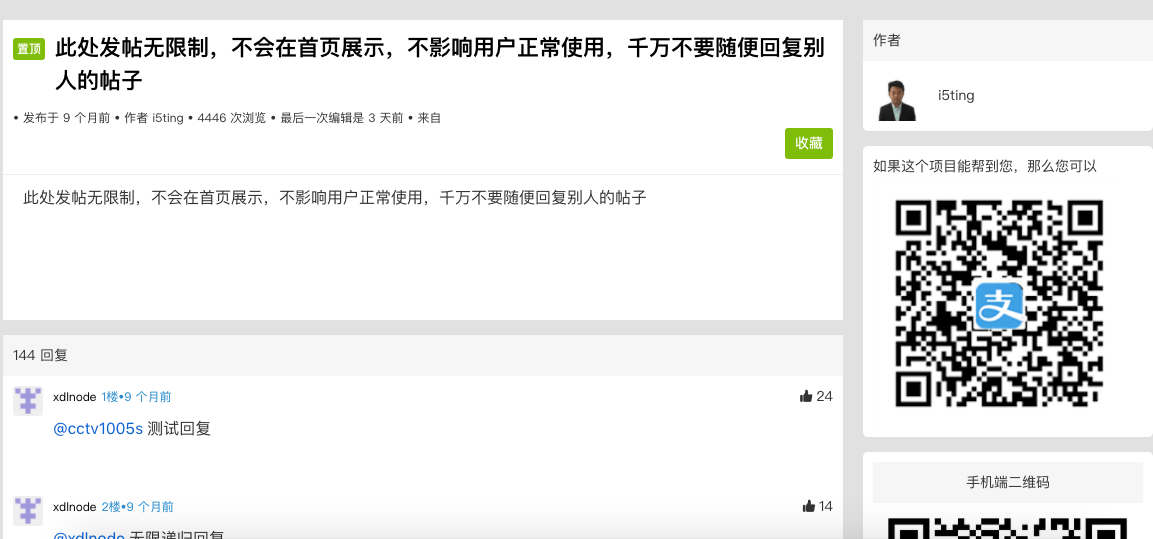 置顶
此处发帖无限制，不会在首页展示，不影响用户正常使用，千万不要随便回复别
人的帖子
• 发布于 9 个月前 • 作者 i5ting • 4446 次浏览 • 最后一次编辑是 3 天前 • 来自
收藏
此处发帖无限制，不会在首页展示，不影响用户正常使用，千万不要随便回复别人的帖子
144 回复
xdlnode 1楼•9 个月前
24
@cctv1005s 测试回复
xdlnode 2楼•9 个月前
14
@xdlnode 无限递归回复
作者
i5ting
如果这个项目能帮到您，那么您可以
支
手机端二维码